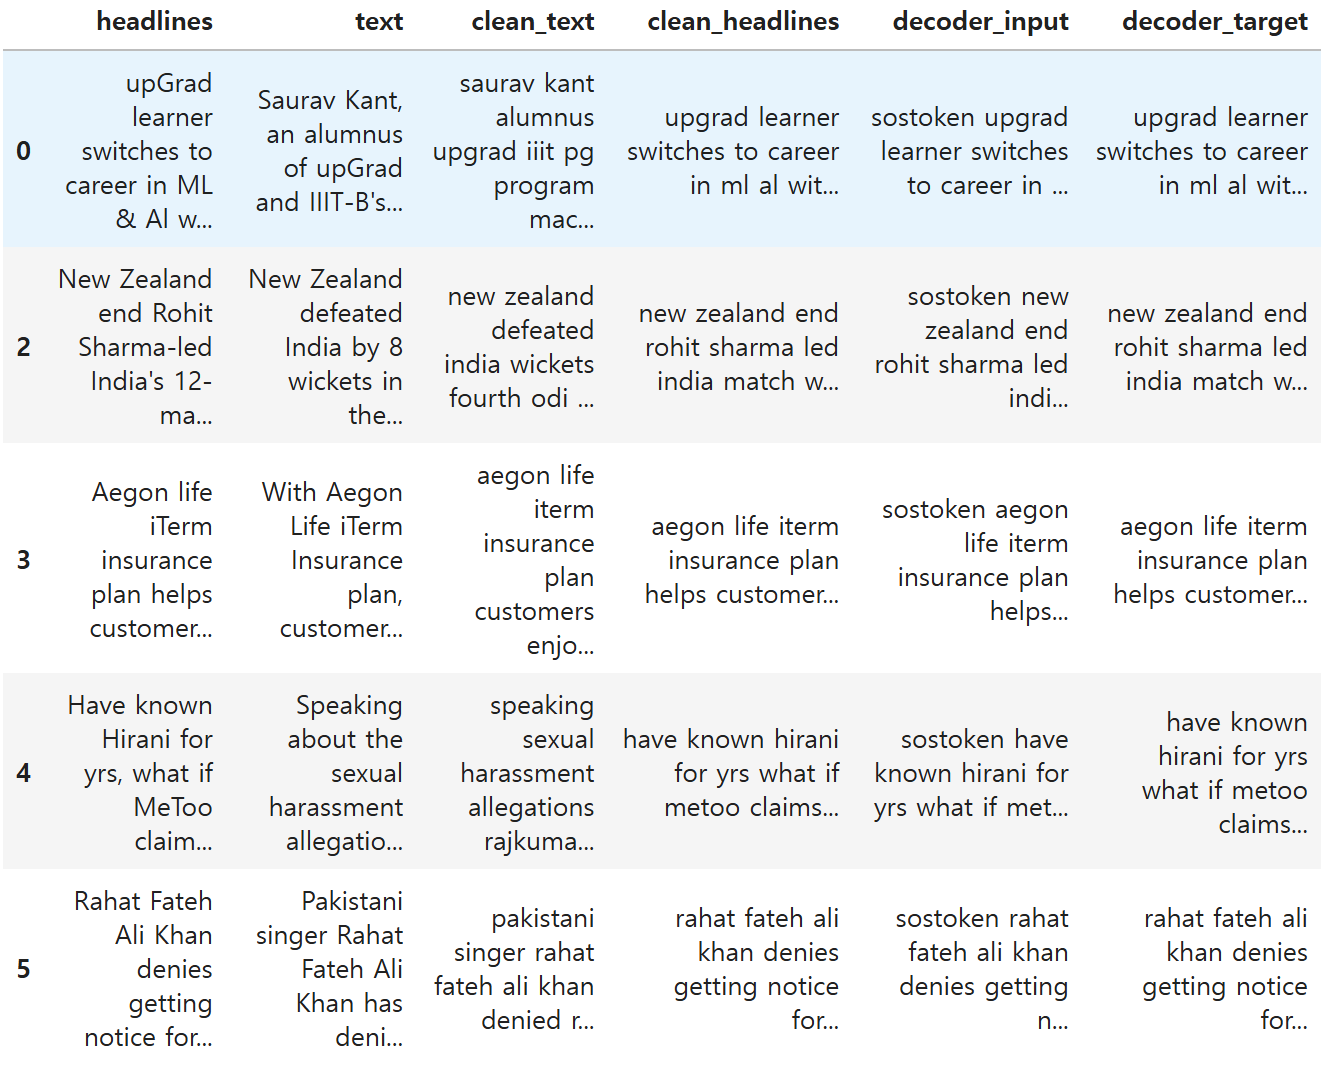 headlines text clean_text clean_headlines decoder_input decoder_target
0
upGrad
learner
switches to
career in ML
& Al w...
Saurav Kant,
an alumnus
of upGrad
and IIIT-B's...
saurav kant
alumnus
upgrad iiit pg
program
mac...
upgrad learner
switches to career
in ml al wit...
sostoken upgrad
learner switches
to career in ...
upgrad learner
switches to career
in ml al wit...
2
New Zealand
end Rohit
Sharma-led
India's 12-
ma...
New Zealand
defeated
India by 8
wickets in
the...
new zealand
defeated
india wickets
fourth odi ...
new zealand end
rohit sharma led
india match w...
sostoken new
zealand end
rohit sharma led
indi...
new zealand end
rohit sharma led
india match w...
3
Aegon life
iTerm
insurance
plan helps
customer...
With Aegon
Life iTerm
Insurance
plan,
customer...
aegon life
iterm
insurance
plan
customers
enjo...
aegon life iterm
insurance plan
helps customer...
sostoken aegon
life iterm
insurance plan
helps...
aegon life iterm
insurance plan
helps customer...
4
Have known
Hirani for
yrs, what if
MeToo
claim...
Speaking
about the
sexual
harassment
allegatio...
speaking
sexual
harassment
allegations
rajkuma...
have known hirani
for yrs what if
metoo claims...
sostoken have
known hirani for
yrs what if met...
have known
hirani for yrs
what if metoo
claims...
5
Rahat Fateh
Ali Khan
denies
getting
notice for...
Pakistani
singer Rahat
Fateh Ali
Khan has
deni...
pakistani
singer rahat
fateh ali khan
denied r...
rahat fateh ali
khan denies
getting notice
for...
sostoken rahat
fateh ali khan
denies getting
n...
rahat fateh ali
khan denies
getting notice
for...